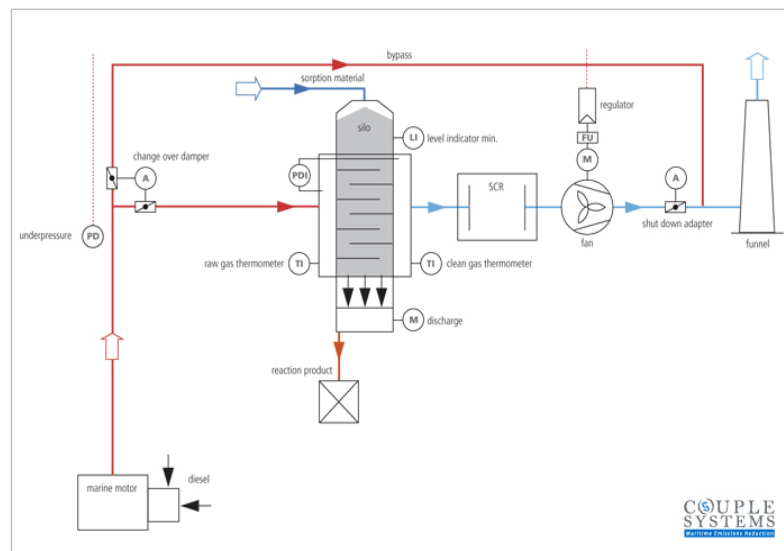 bypass
sorption material
silo
LI
level indicator min.
regulator
FU
M
change over damper
A
PDI
SCR
A
underpressure
PD
shut down adapter
fan
funnel
raw gas thermometer
TI
TI
clean gas thermometer
M
discharge
reaction product
marine motor
diesel
COUPLE
SYSTEMS
Maritime Emissions Reduction